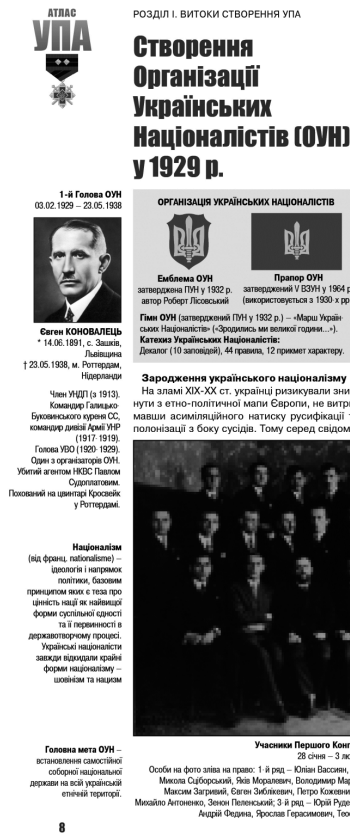 АТЛАС
УПА
РОЗДІЛ І. ВИТОКИ СТВОРЕННЯ УПА
Створення
Організації
Українських
Націоналістів (ОУН)
у 1929 р.
1-й Голова ОУН
03.02.1929 – 23.05.1938
Євген КОНОВАЛЕЦЬ
* 14.06.1891, с. Зашків,
Львівщина
† 23.05.1938, м. Роттердам,
Нідерланди
Член УНДП (з 1913).
Командир Галицько-
Буковинського куреня СС,
командир дивізії Армії УНР
(1917-1919).
Голова УВО (1920-1929).
Один з організаторів ОУН.
Убитий агентом НКВС Павлом
Судоплатовим.
Похований на цвинтарі Кросвейк
у Роттердамі.
Націоналізм
(від франц. nationalisme) –
ідеологія і напрямок
політики, базовим
принципом яких є теза про
цінність нації як найвищої
форми суспільної єдності
та її первинності в
державотворчому процесі.
Українські націоналісти
завжди відкидали крайні
форми націоналізму –
шовінізм та нацизм
Головна мета ОУН –
встановлення самостійної
соборної національної
держави на всій українській
етнічній території.
8
ОРГАНІЗАЦІЯ УКРАЇНСЬКИХ НАЦІОНАЛІСТІВ
Емблема ОУН
затверджена ПУН у 1932 р.
автор Роберт Лісовський
Прапор ОУН
затверджений V ВЗУН у 1964 р
(використовується з 1930-х рр
Гімн ОУН (затверджений ПУН у 1932 р.) – «Марш Україн-
ських Націоналістів» («Зродились ми великої години…»).
Катехиз Українських Націоналістів:
Декалог (10 заповідей), 44 правила, 12 прикмет характеру.
Зародження українського націоналізму
На зламі ХІХ-ХХ ст. українці ризикували зни
нути з етно-політичної мапи Європи, не витри
мавши асиміляційного натиску русифікації т
полонізації з боку сусідів. Тому серед свідом
Учасники Першого Конг
28 січня – 3 лю
Особи на фото зліва на право: 1-й ряд – Юліан Вассиян,
Микола Сціборський, Яків Моралевич, Володимир Мар
Максим Загривий, Євген Зиблікевич, Петро Кожевни
Михайло Антоненко, Зенон Пеленський; 3-й ряд – Юрій Руде
Андрій Федина, Ярослав Герасимович, Теос